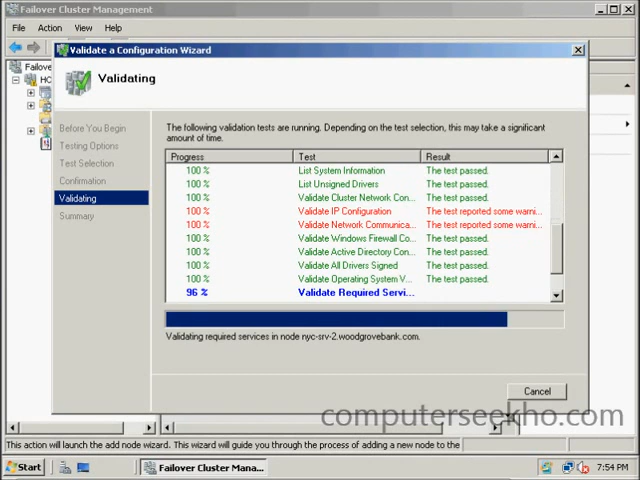 Failover Cluster Management
File Action View Help
Validate a Configuration Wizard
Failov
HC
Validating
Before You Begin
Testing Options
Test Selection
Confirmation
Validating
Summary
The following validation tests are running. Depending on the test selection, this may take a significant
amount of time.
Progress Test Result
100 % List System Information The test passed.
100 % List Unsigned Drivers The test passed.
100 % Validate Cluster Network Con... The test passed.
100 % Validate IP Configuration The test reported some warni...
100 % Validate Network Communica... The test reported some warni...
100 % Validate Windows Firewall Co... The test passed.
100 % Validate Active Directory Con... The test passed.
100 % Validate All Drivers Signed The test passed.
100 % Validate Operating System V... The test passed.
96 % Validate Required Servi...
Validating required services in node nyc-srv-2.woodgrovebank.com.
Cancel
computerseekho.com
This action will launch the add node wizard. This wizard will guide you through the process of adding a new node to the
Start Failover Cluster Mana... 7:54 PM